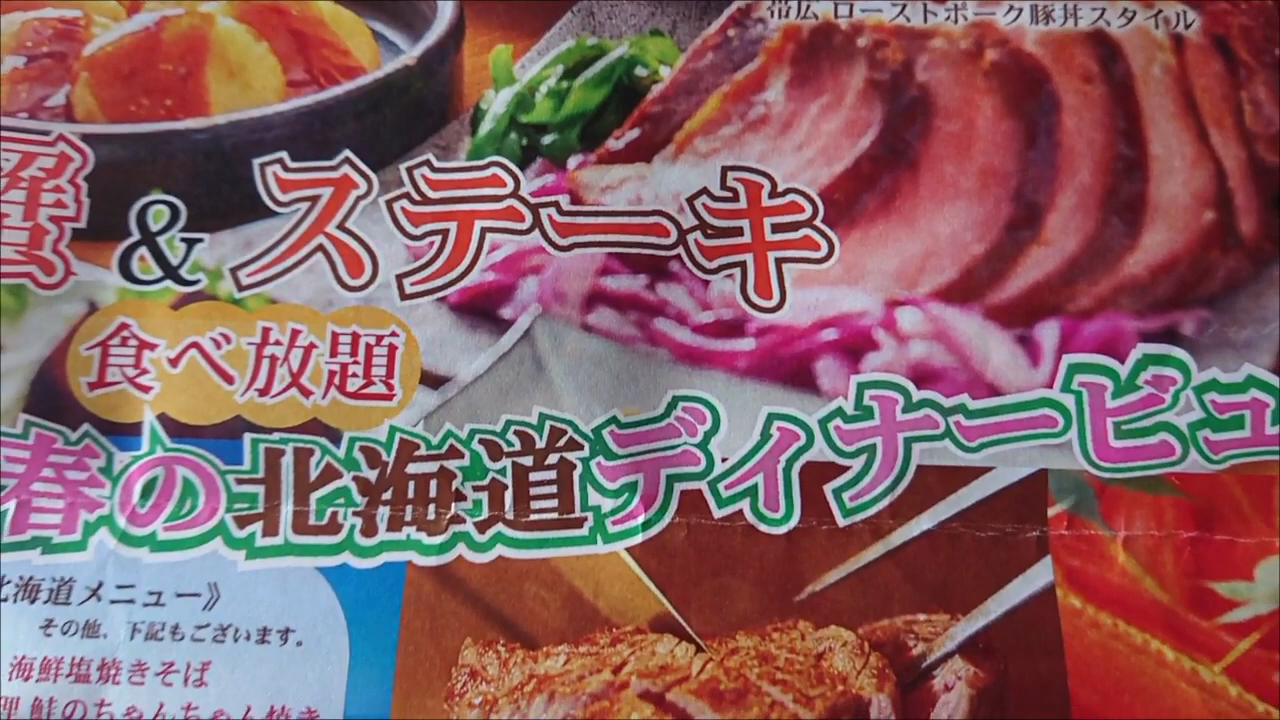 帯広 ローストポーク豚丼スタイル
蟹 & ステーキ
食べ放題
春の北海道ディナービュ
北海道メニュー》
その他、下記もございます。
海鮮塩焼きそば
理 鮭のちゃんちゃん焼き